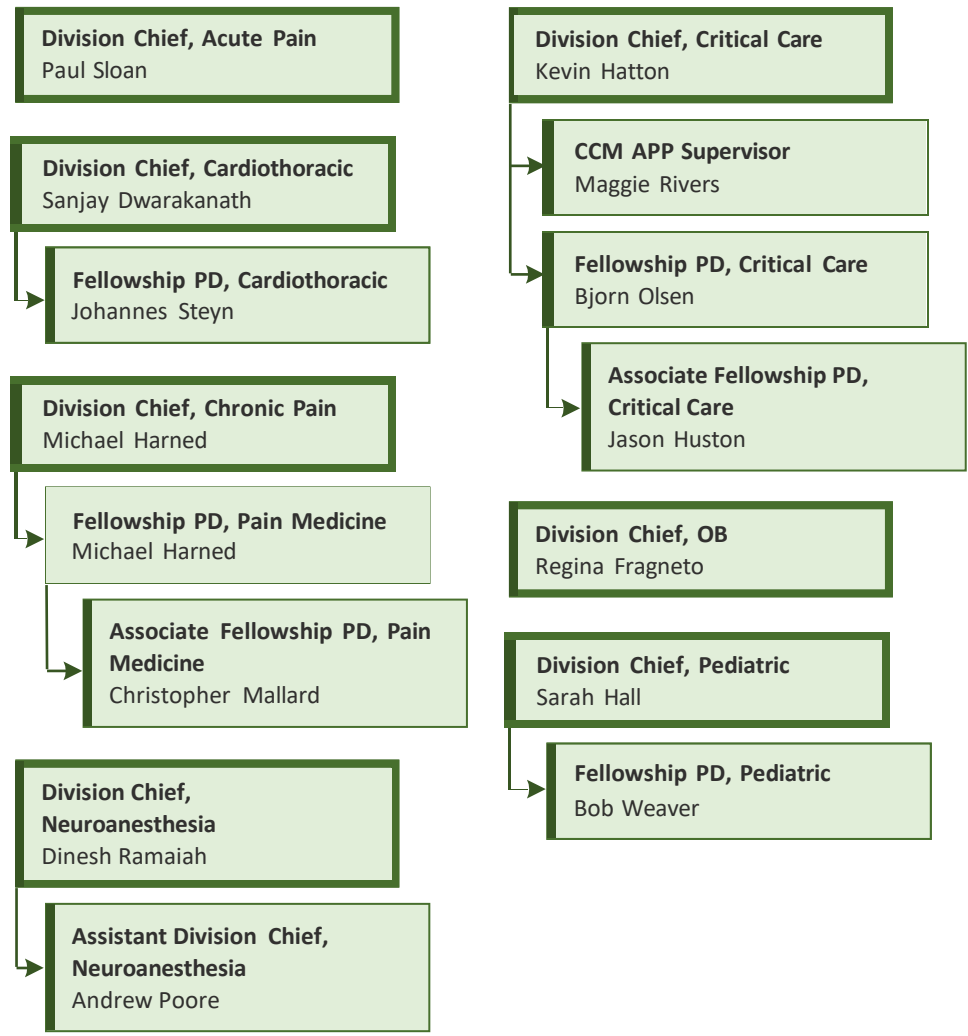 Division Chief, Acute Pain
Paul Sloan
Division Chief, Cardiothoracic
Sanjay Dwarakanath
Fellowship PD, Cardiothoracic
Johannes Steyn
Division Chief, Chronic Pain
Michael Harned
Fellowship PD, Pain Medicine
Michael Harned
Associate Fellowship PD, Pain
Medicine
Christopher Mallard
Division Chief,
Neuroanesthesia
Dinesh Ramaiah
Assistant Division Chief,
Neuroanesthesia
Andrew Poore
Division Chief, Critical Care
Kevin Hatton
CCM APP Supervisor
Maggie Rivers
Fellowship PD, Critical Care
Bjorn Olsen
Associate Fellowship PD,
Critical Care
Jason Huston
Division Chief, OB
Regina Fragneto
Division Chief, Pediatric
Sarah Hall
Fellowship PD, Pediatric
Bob Weaver